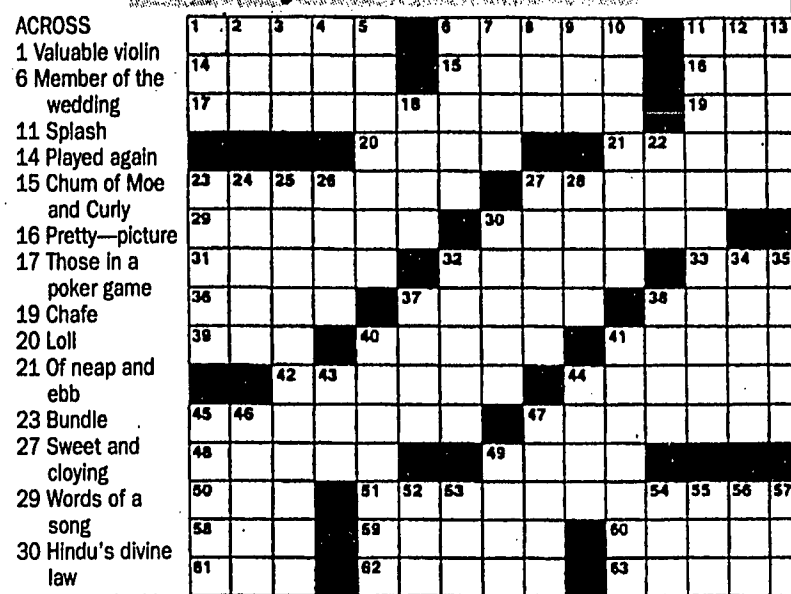 ACROSS
1 Valuable violin
6 Member of the
wedding
11 Splash
14 Played again
15 Chum of Moe
and Curly
16 Pretty—picture
17 Those in a
poker game
19 Chafe
20 Loll
21 Of neap and
ebb
23 Bundle
27 Sweet and
cloying
29 Words of a
song
30 Hindu's divine
law
1 2 3 4 5 6 7 8 9 10 11 12 13
14 15 16
17 18 19
20 21 22
23 24 25 26 27 28
29 30
31 32 33 34 35
36 37 38
39 40 41
42 43 44
45 46 47
48 49
50 51 52 53 54 55 56 57
58 59 60
61 62 63